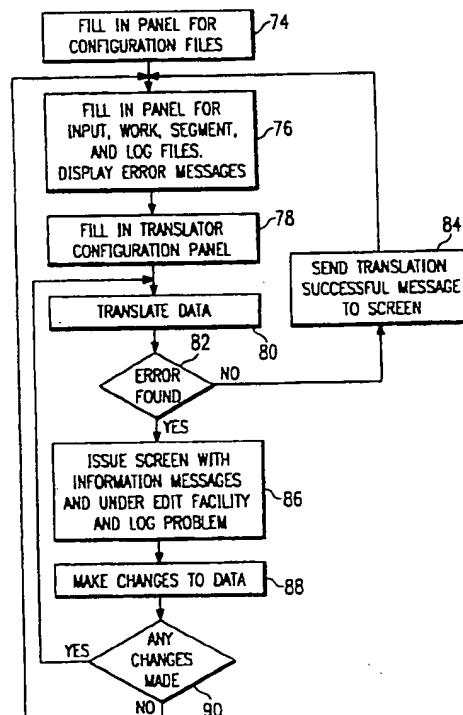 FILL IN PANEL FOR
CONFIGURATION FILES
74
FILL IN PANEL FOR
INPUT, WORK, SEGMENT,
AND LOG FILES.
DISPLAY ERROR MESSAGES
76
FILL IN TRANSLATOR
CONFIGURATION PANEL
78
84
SEND TRANSLATION
SUCCESSFUL MESSAGE
TO SCREEN
TRANSLATE DATA
80
82
ERROR
FOUND
NO
YES
ISSUE SCREEN WITH
INFORMATION MESSAGES
AND UNDER EDIT FACILITY
AND LOG PROBLEM
86
MAKE CHANGES TO DATA
88
YES
ANY
CHANGES
MADE
NO
90